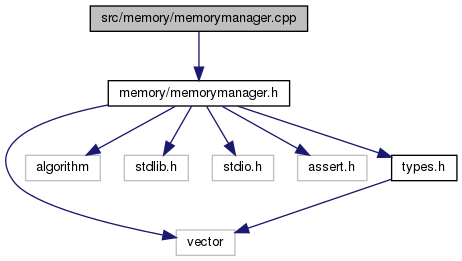 src/memory/memorymanager.cpp
memory/memorymanager.h
algorithm
stdlib.h
stdio.h
assert.h
types.h
vector